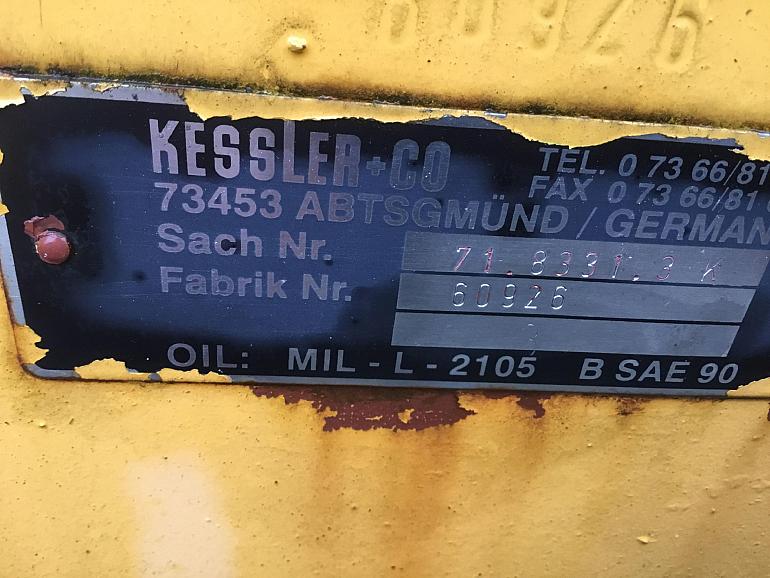 60926
KESSLER+CO
TEL. 0 73 66/81
FAX 0 73 66/81
73453 ABTSGMÜND / GERMAN
Sach Nr. 71.8331.3 K
Fabrik Nr. 60926
OIL: MIL - L - 2105 B SAE 90